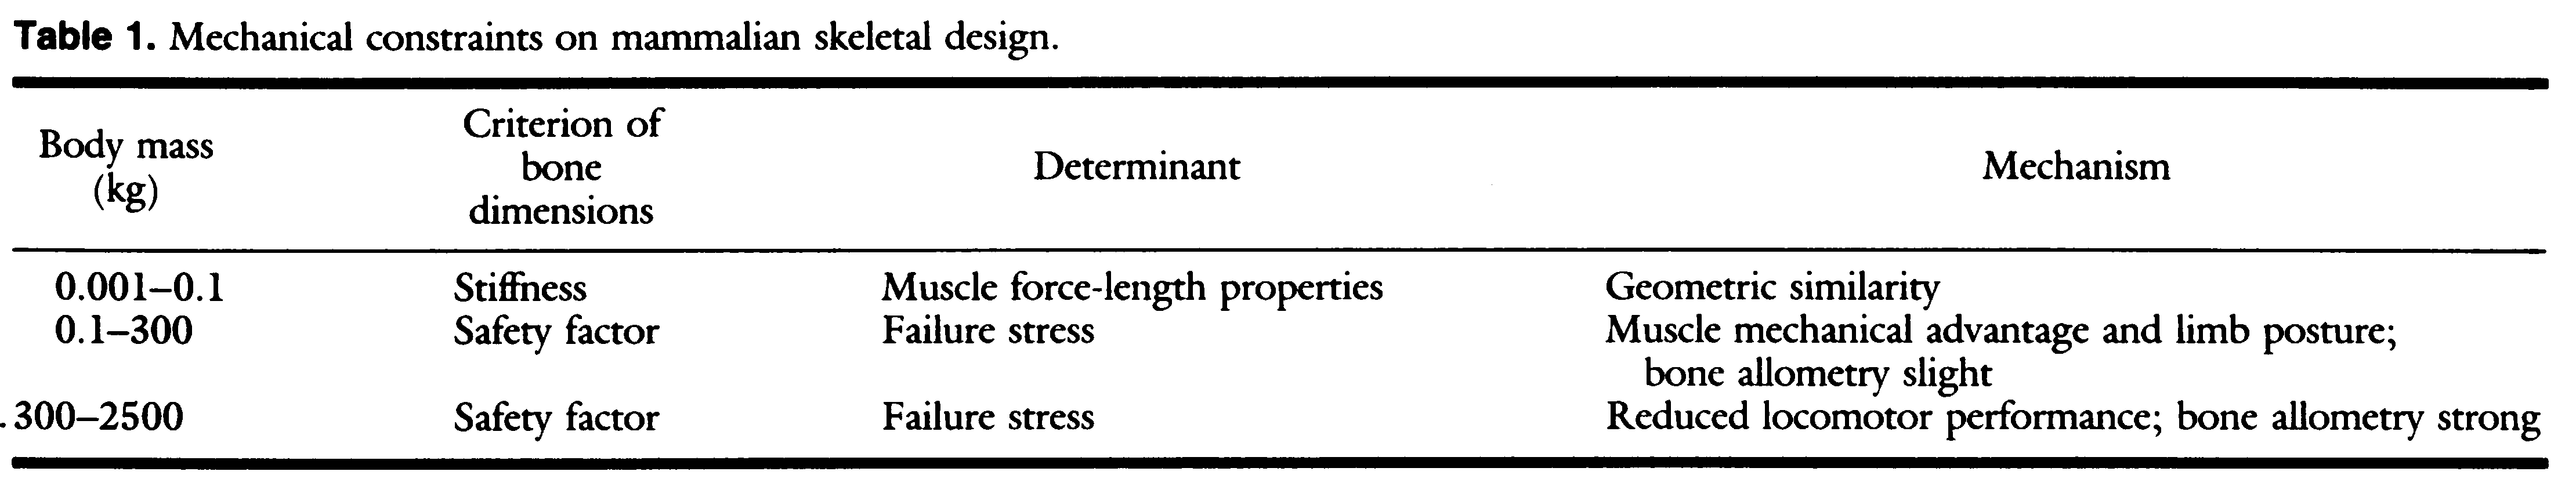 Table 1. Mechanical constraints on mammalian skeletal design.
Body mass (kg) Criterion of bone dimensions Determinant Mechanism
0.001–0.1 Stiffness Muscle force-length properties Geometric similarity
0.1–300 Safety factor Failure stress Muscle mechanical advantage and limb posture;
bone allometry slight
.300–2500 Safety factor Failure stress Reduced locomotor performance; bone allometry strong